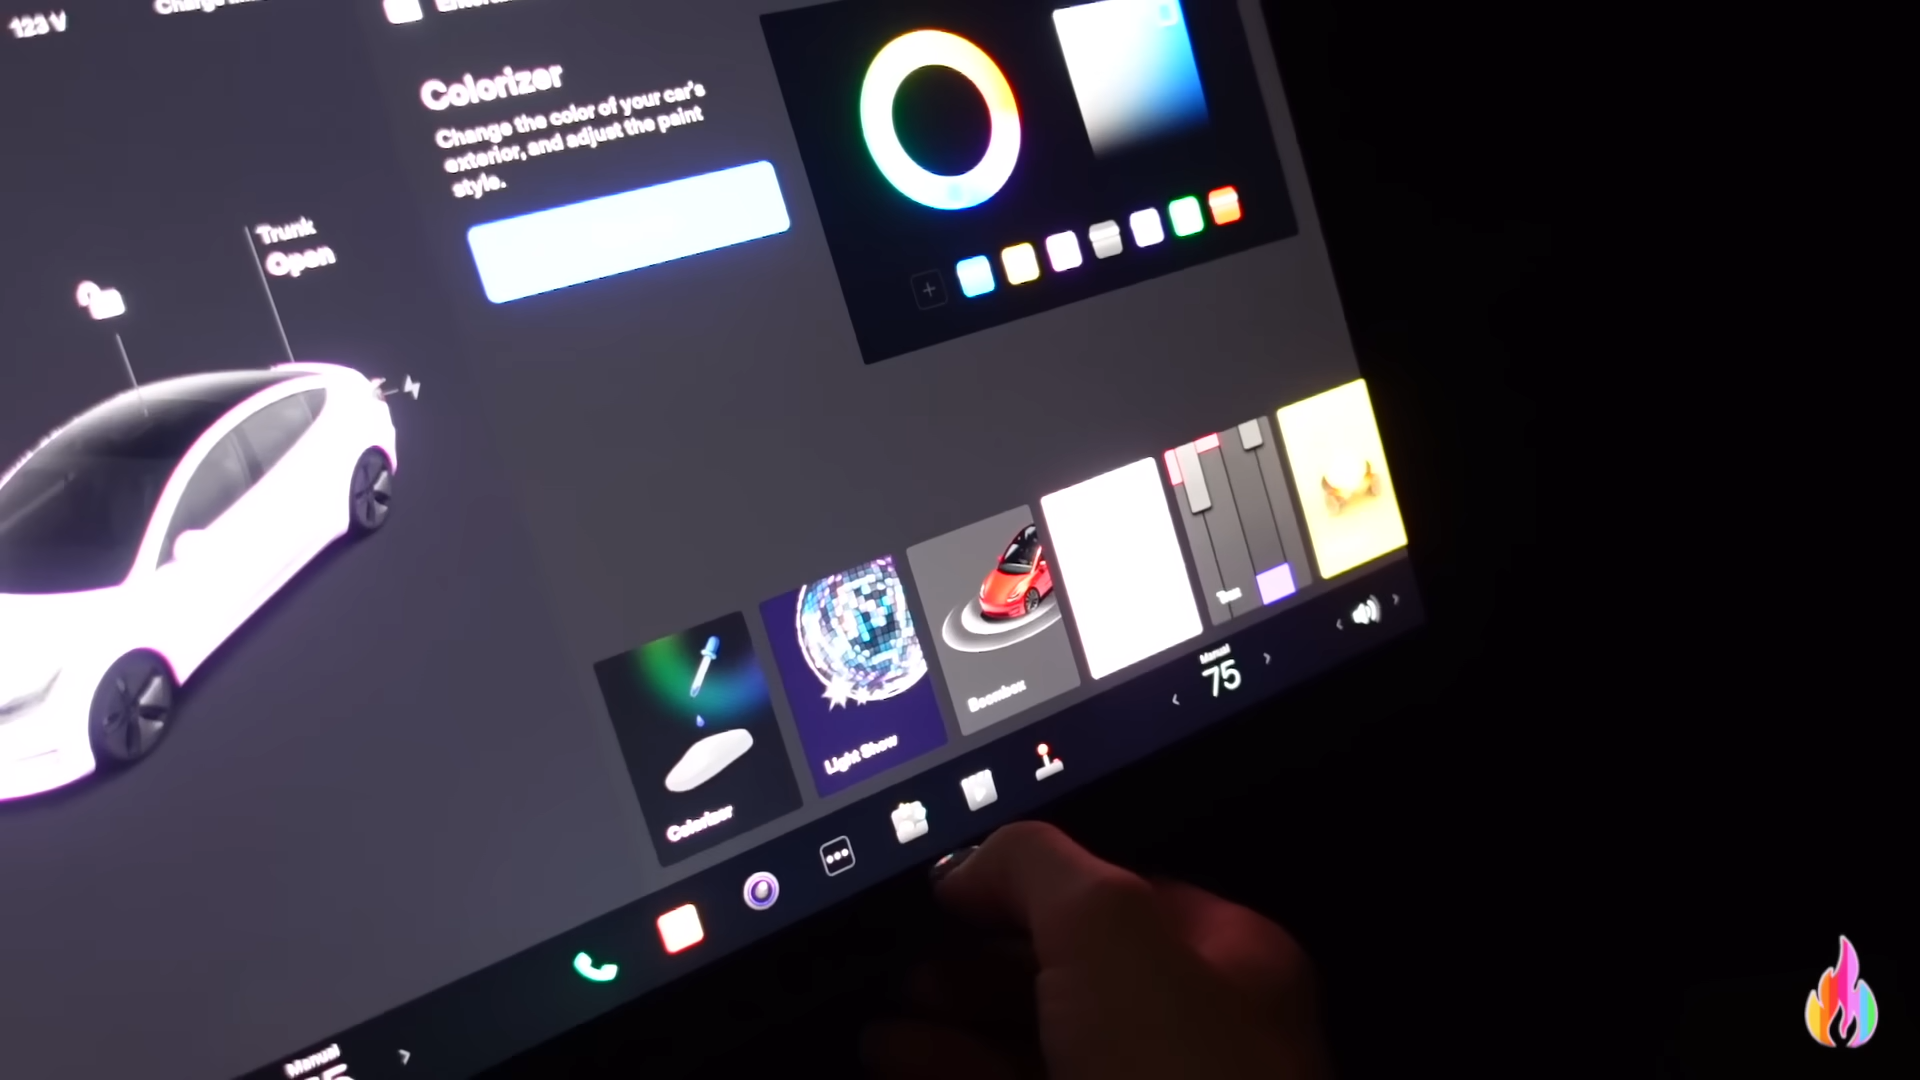 123 V
Colorizer
Change the color of your car's
exterior, and adjust the paint
style.
Trunk
Open
Colorizer
Light Show
Boombox
Manual
75
Manual